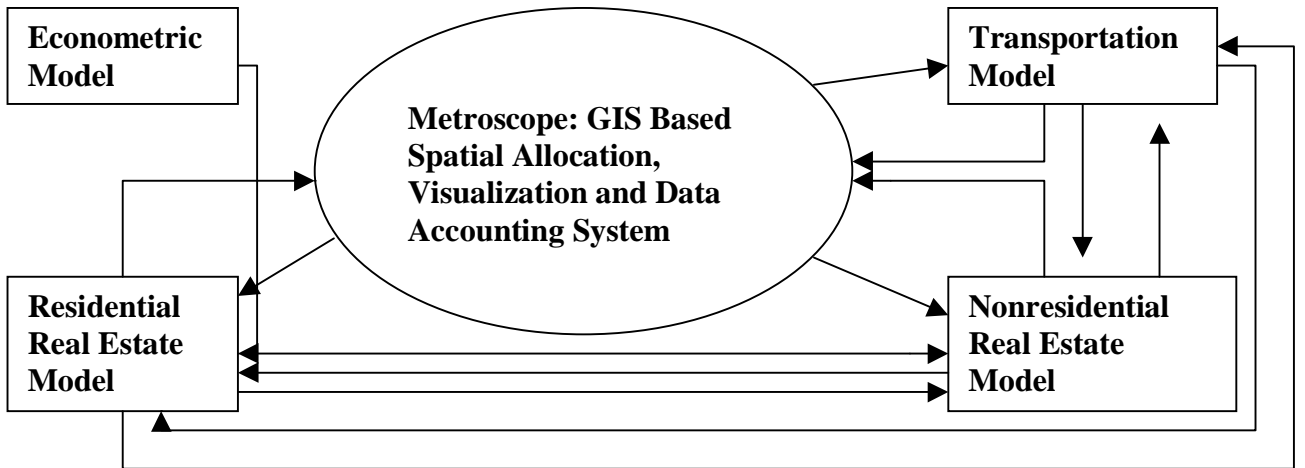 Econometric
Model
Transportation
Model
Metroscope: GIS Based
Spatial Allocation,
Visualization and Data
Accounting System
Residential
Real Estate
Model
Nonresidential
Real Estate
Model